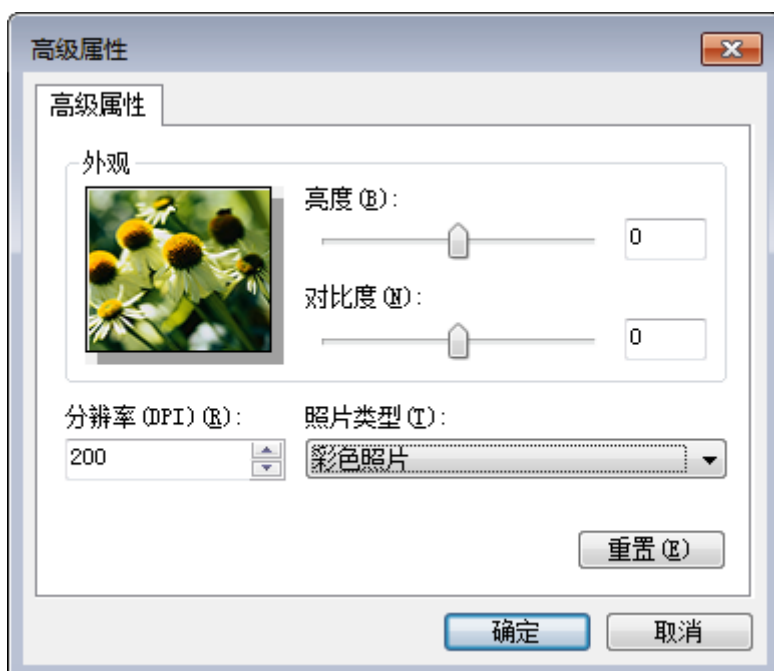 高级属性
高级属性
外观
亮度(B):
0
对比度(N):
0
分辨率(DPI)(R):
照片类型(T):
200
彩色照片
重置(E)
确定
取消